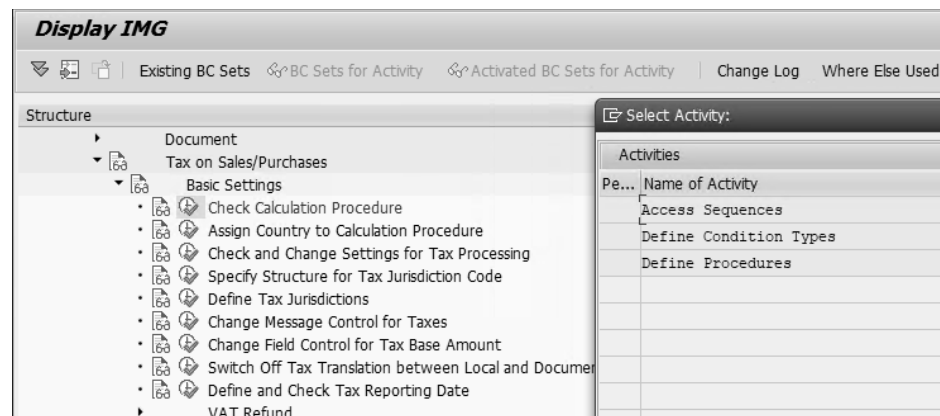 Display IMG
Existing BC Sets BC Sets for Activity Activated BC Sets for Activity Change Log Where Else Used
Structure
Document
Tax on Sales/Purchases
Basic Settings
Check Calculation Procedure
Assign Country to Calculation Procedure
Check and Change Settings for Tax Processing
Specify Structure for Tax Jurisdiction Code
Define Tax Jurisdictions
Change Message Control for Taxes
Change Field Control for Tax Base Amount
Switch Off Tax Translation between Local and Documen
Define and Check Tax Reporting Date
VAT Refund
Select Activity:
Activities
Pe... Name of Activity
Access Sequences
Define Condition Types
Define Procedures